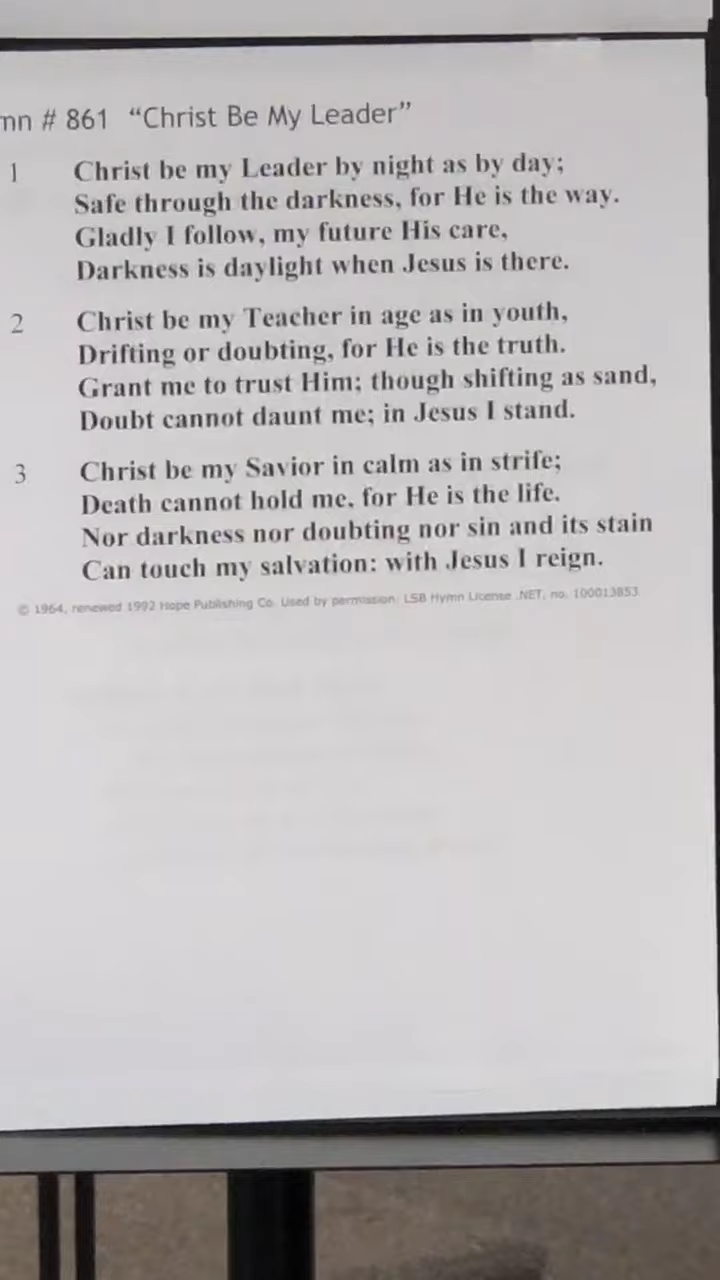 mn # 861 “Christ Be My Leader”
1 Christ be my Leader by night as by day;
Safe through the darkness, for He is the way.
Gladly I follow, my future His care,
Darkness is daylight when Jesus is there.
2 Christ be my Teacher in age as in youth,
Drifting or doubting, for He is the truth.
Grant me to trust Him; though shifting as sand,
Doubt cannot daunt me; in Jesus I stand.
3 Christ be my Savior in calm as in strife;
Death cannot hold me, for He is the life.
Nor darkness nor doubting nor sin and its stain
Can touch my salvation: with Jesus I reign.
© 1964, renewed 1992 Hope Publishing Co. Used by permission: LSB Hymn License .NET, no. 100013853